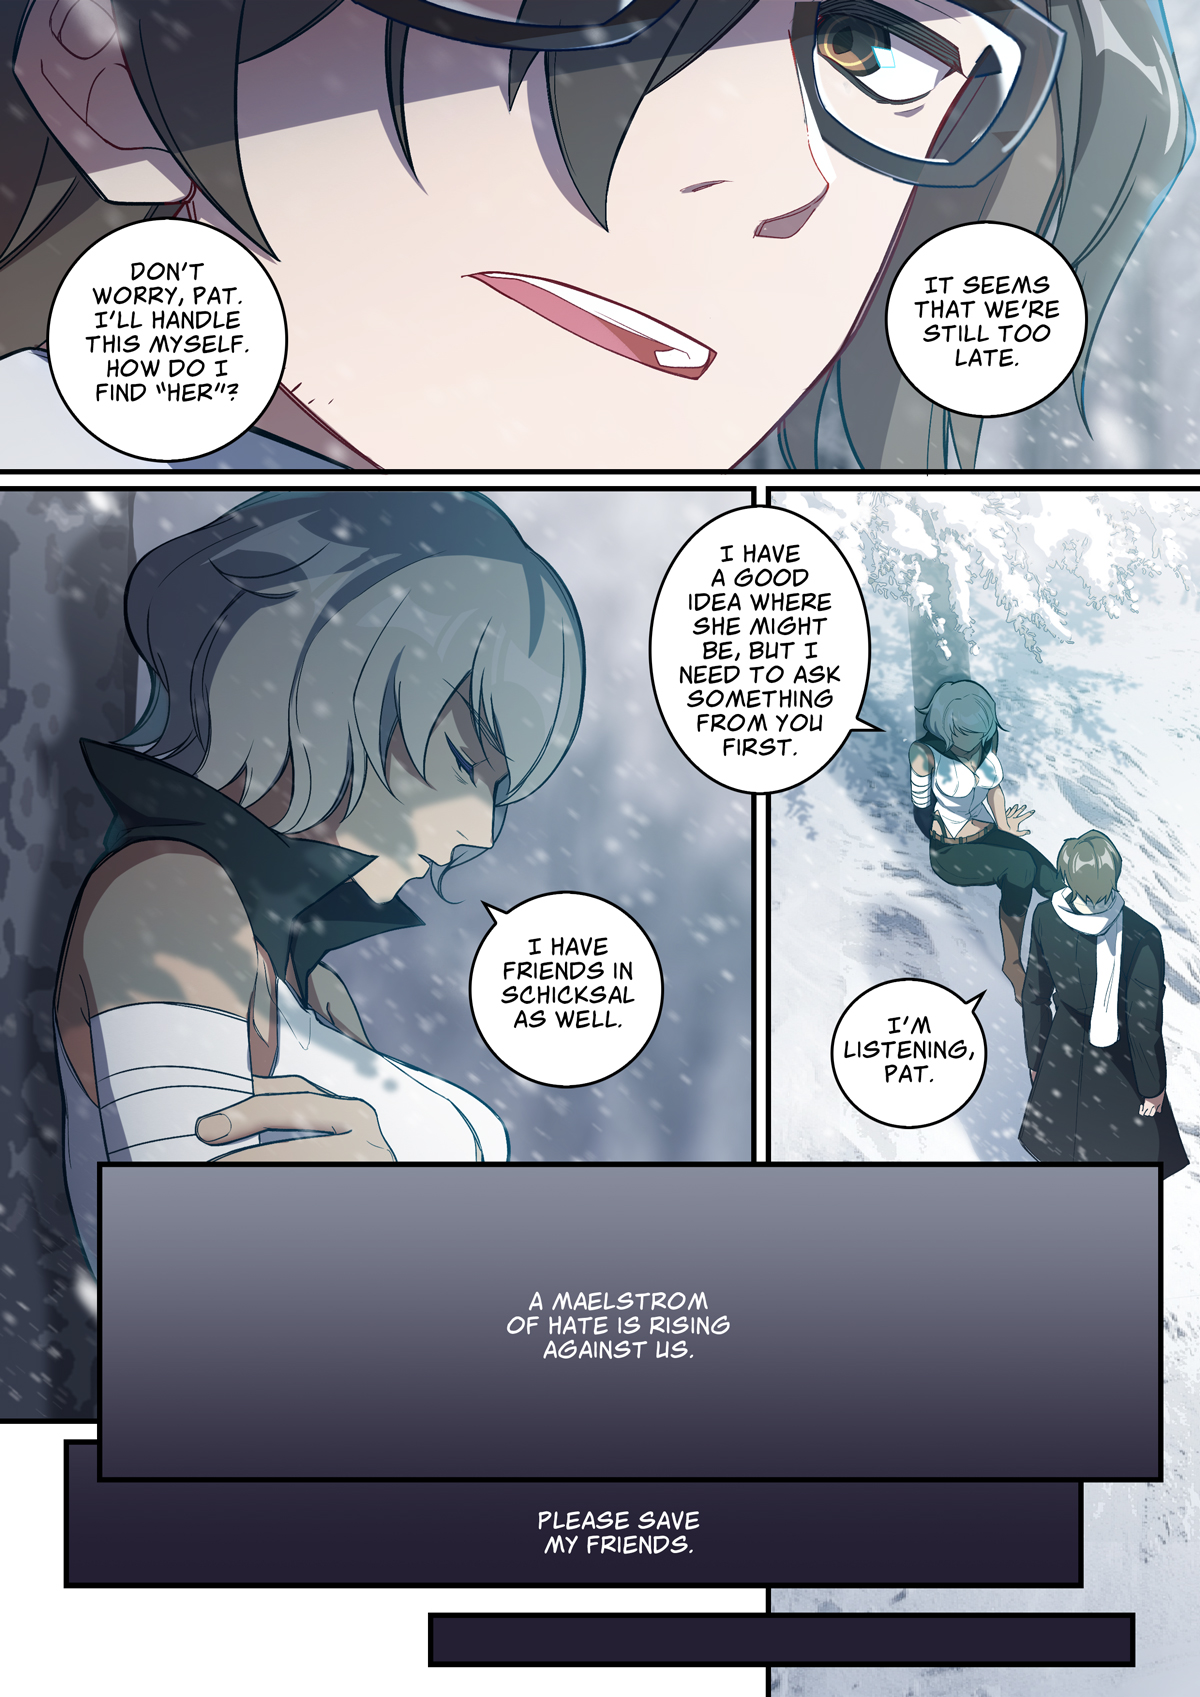 IT SEEMS
THAT WE'RE
STILL TOO
LATE.
DON'T
WORRY, PAT.
I'LL HANDLE
THIS MYSELF.
HOW DO I
FIND "HER"?
I HAVE
A GOOD
IDEA WHERE
SHE MIGHT
BE, BUT I
NEED TO ASK
SOMETHING
FROM YOU
FIRST.
I'M
LISTENING,
PAT.
I HAVE
FRIENDS IN
SCHICKSAL
AS WELL.
A MAELSTROM
OF HATE IS RISING
AGAINST US.
PLEASE SAVE
MY FRIENDS.